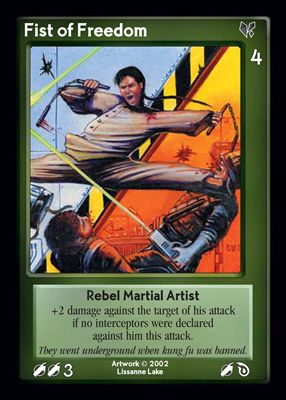 Fist of Freedom
4
Rebel Martial Artist
+2 damage against the target of his attack
if no interceptors were declared
against him this attack.
They went underground when kung fu was banned.
3
Artwork © 2002
Lissanne Lake